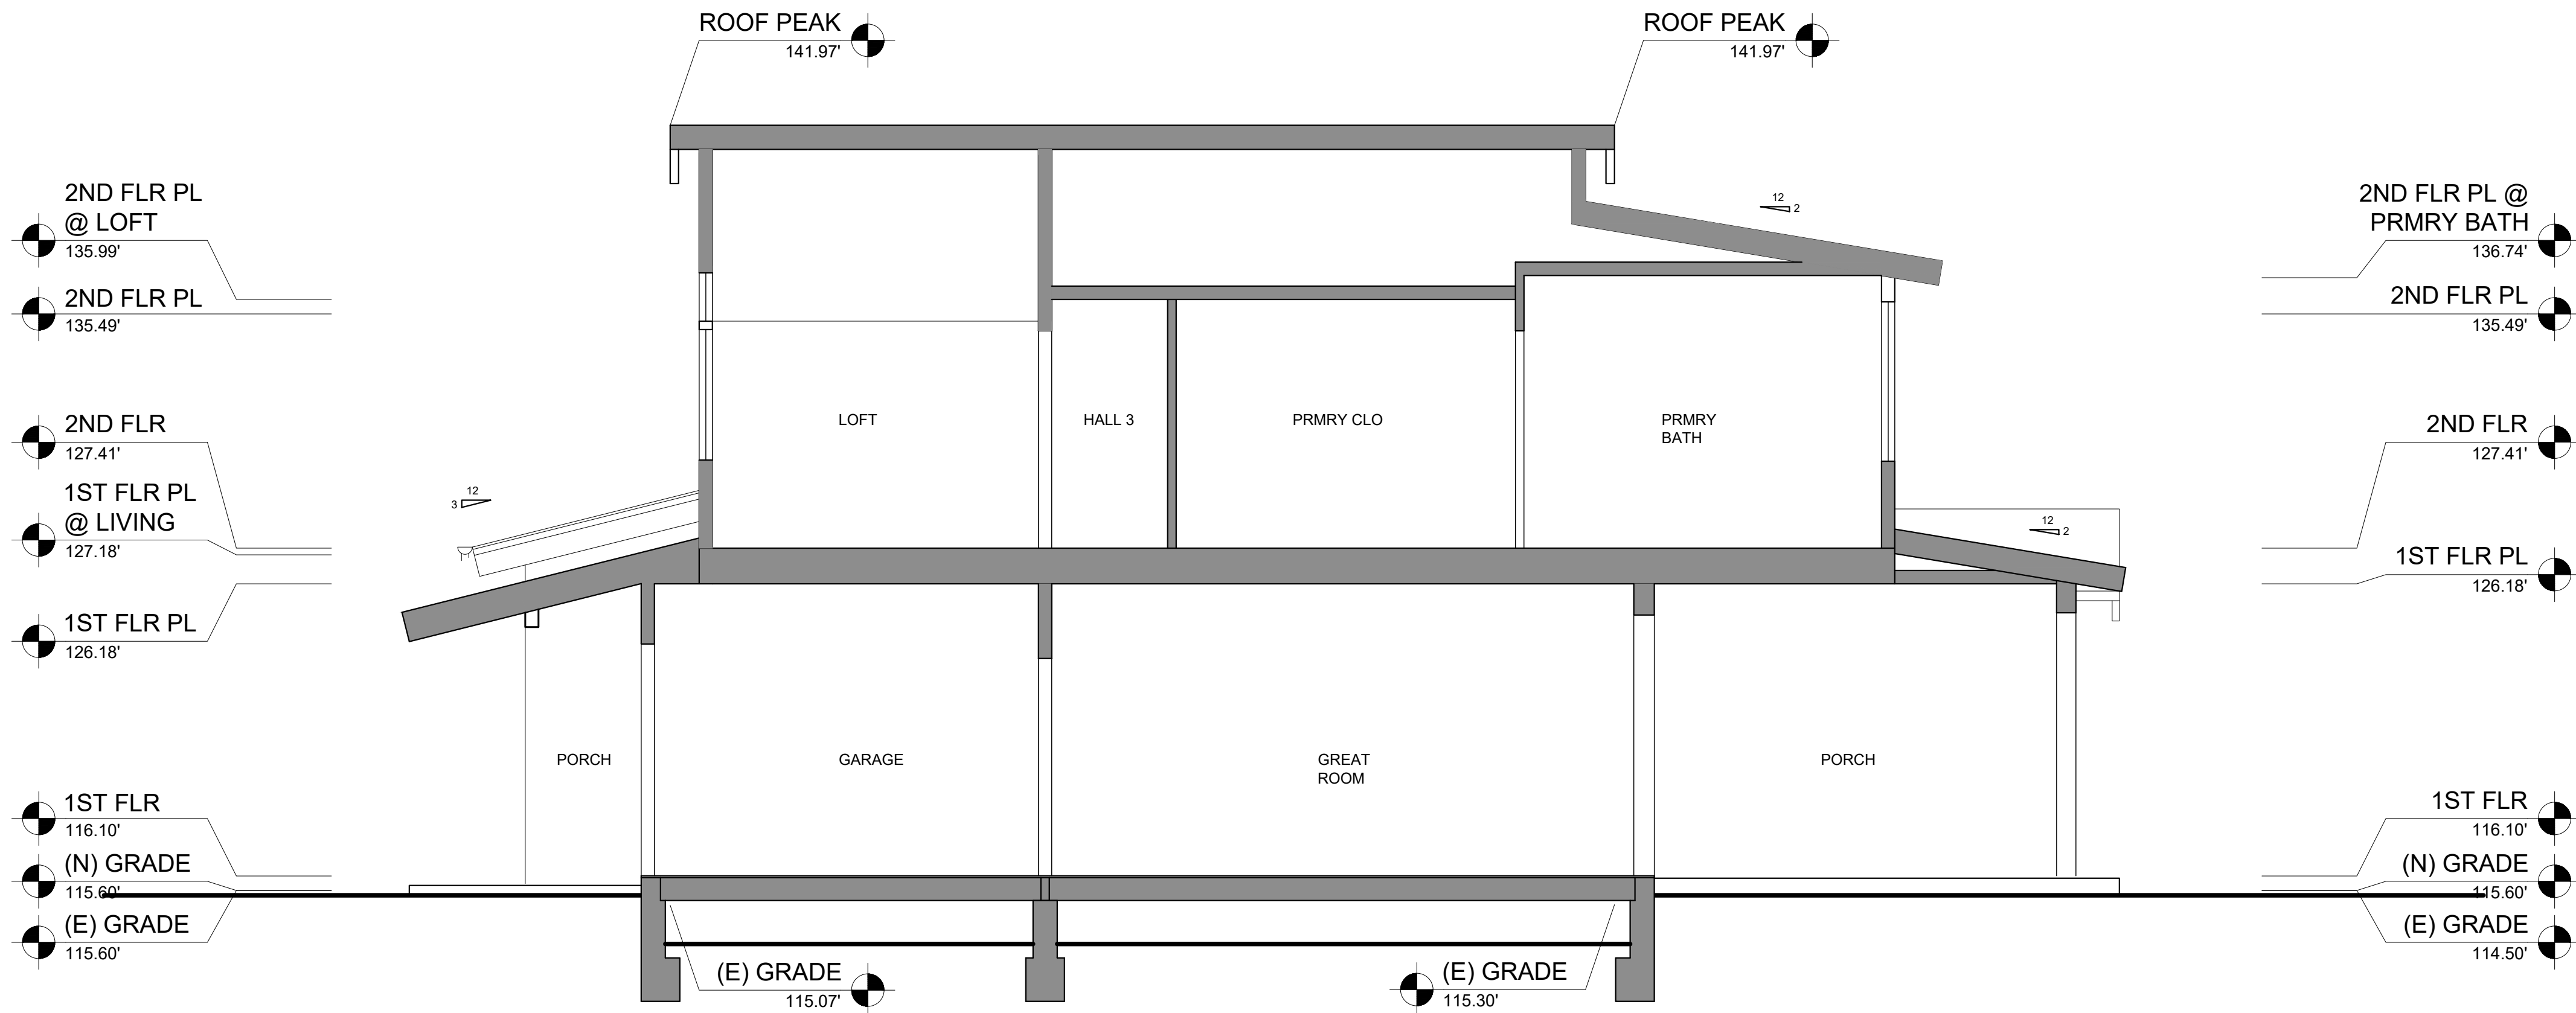 ROOF PEAK
141.97'
ROOF PEAK
141.97'
2ND FLR PL
@ LOFT
135.99'
2ND FLR PL
135.49'
2ND FLR
127.41'
1ST FLR PL
@ LIVING
127.18'
1ST FLR PL
126.18'
1ST FLR
116.10'
(N) GRADE
115.60'
(E) GRADE
115.60'
12
3
LOFT
HALL 3
PRMRY CLO
PRMRY
BATH
12
2
12
2
PORCH
GARAGE
GREAT
ROOM
PORCH
(E) GRADE
115.07'
(E) GRADE
115.30'
2ND FLR PL @
PRMRY BATH
136.74'
2ND FLR PL
135.49'
2ND FLR
127.41'
1ST FLR PL
126.18'
1ST FLR
116.10'
(N) GRADE
115.60'
(E) GRADE
114.50'